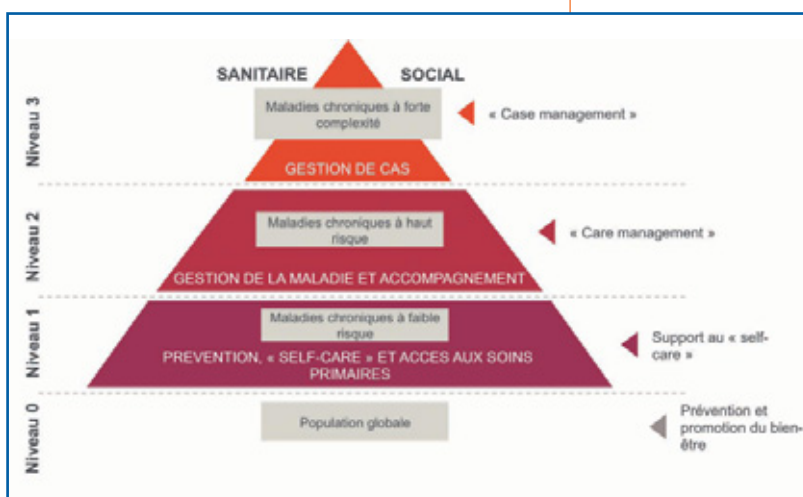 SANITAIRE SOCIAL
Niveau 3
Maladies chroniques à forte
complexité
« Case management »
GESTION DE CAS
Niveau 2
Maladies chroniques à haut
risque
« Care management »
GESTION DE LA MALADIE ET ACCOMPAGNEMENT
Niveau 1
Maladies chroniques à faible
risque
PREVENTION, « SELF-CARE » ET ACCES AUX SOINS
PRIMAIRES
Support au « self-
care »
Niveau 0
Population globale
Prévention et
promotion du bien-
être